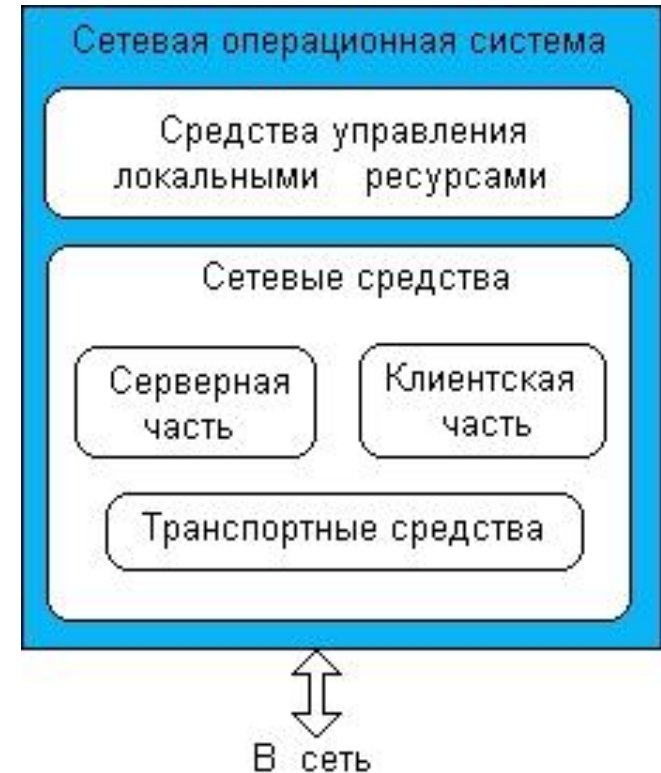 Сетевая операционная система
Средства управления
локальными ресурсами
Сетевые средства
Серверная
часть
Клиентская
часть
Транспортные средства
В сеть